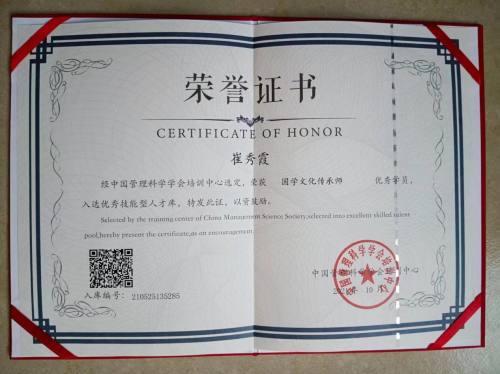 荣誉证书
CERTIFICATE OF HONOR
崔秀霞
经中国管理科学学会培训中心选定，荣获 国学文化传承师 优秀学员，
入选优秀技能型人才库，特发此证，以资鼓励。
Selected by the training center of China Management Science Society,selected into excellent skilled talent
pool,hereby present the certificate,as an encouragement.
中国管理科学学会培训中心
年 10 月
入库编号：210525135285